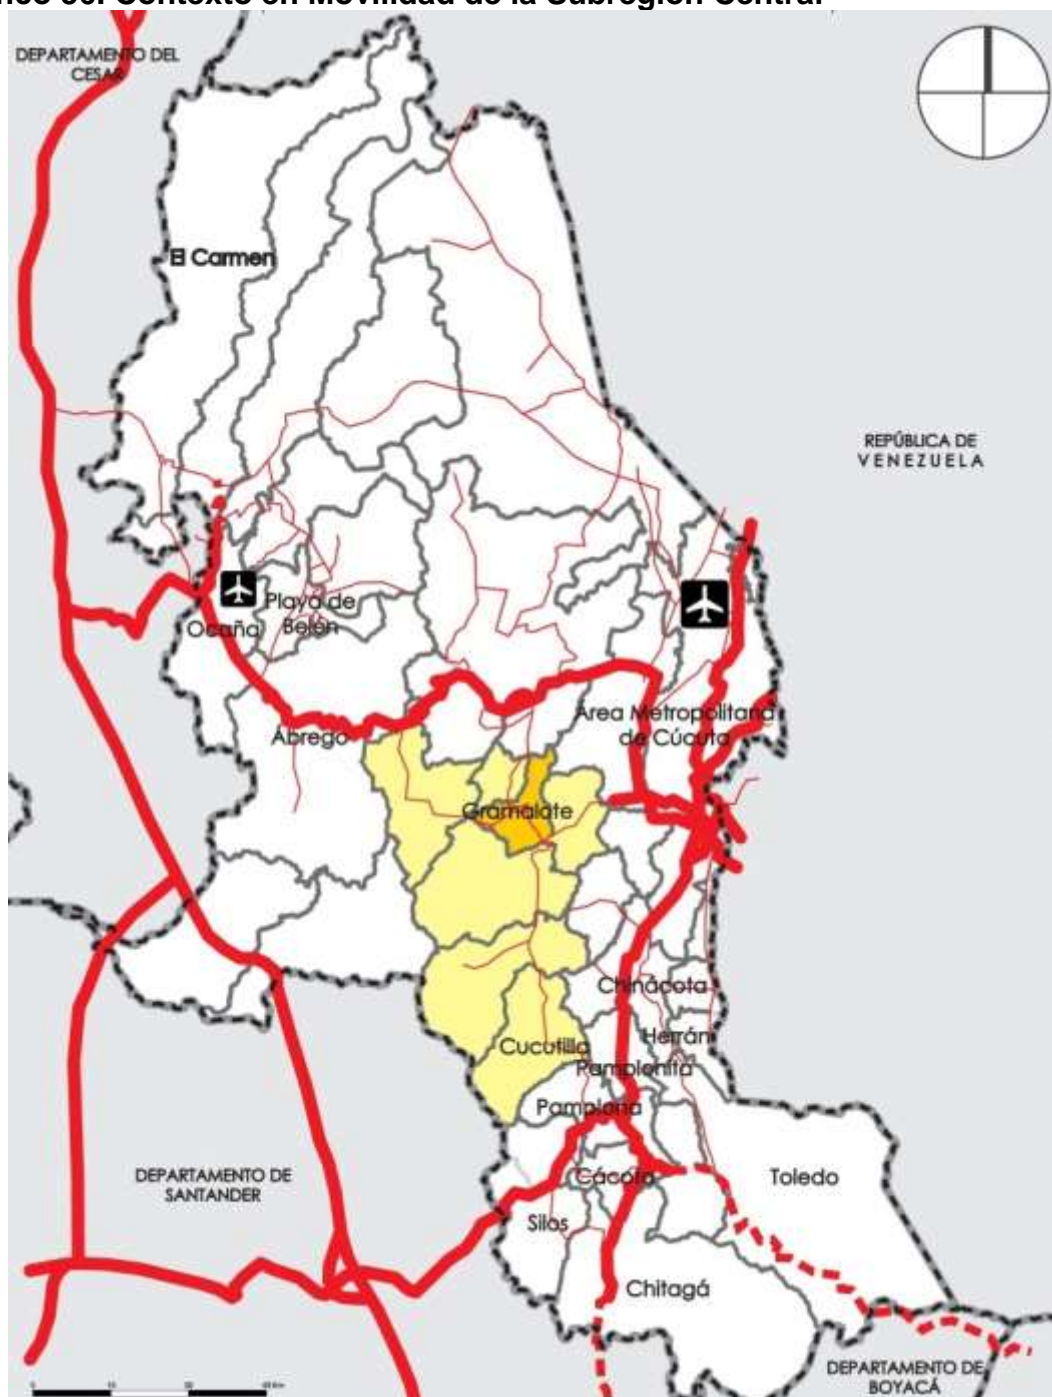 Contexto en Movilidad de la Subregión Central
DEPARTAMENTO DEL
CESAR
El Carmen
REPÚBLICA DE
VENEZUELA
Playa de
Belén
Ocaña
Área Metropolitana
de Cúcuta
Ábrego
Gramalote
Chinácota
Herrán
Cucutilla
Pamplonita
Pamplona
DEPARTAMENTO DE
SANTANDER
Cácota
Toledo
Silos
Chitagá
DEPARTAMENTO DE
BOYACÁ